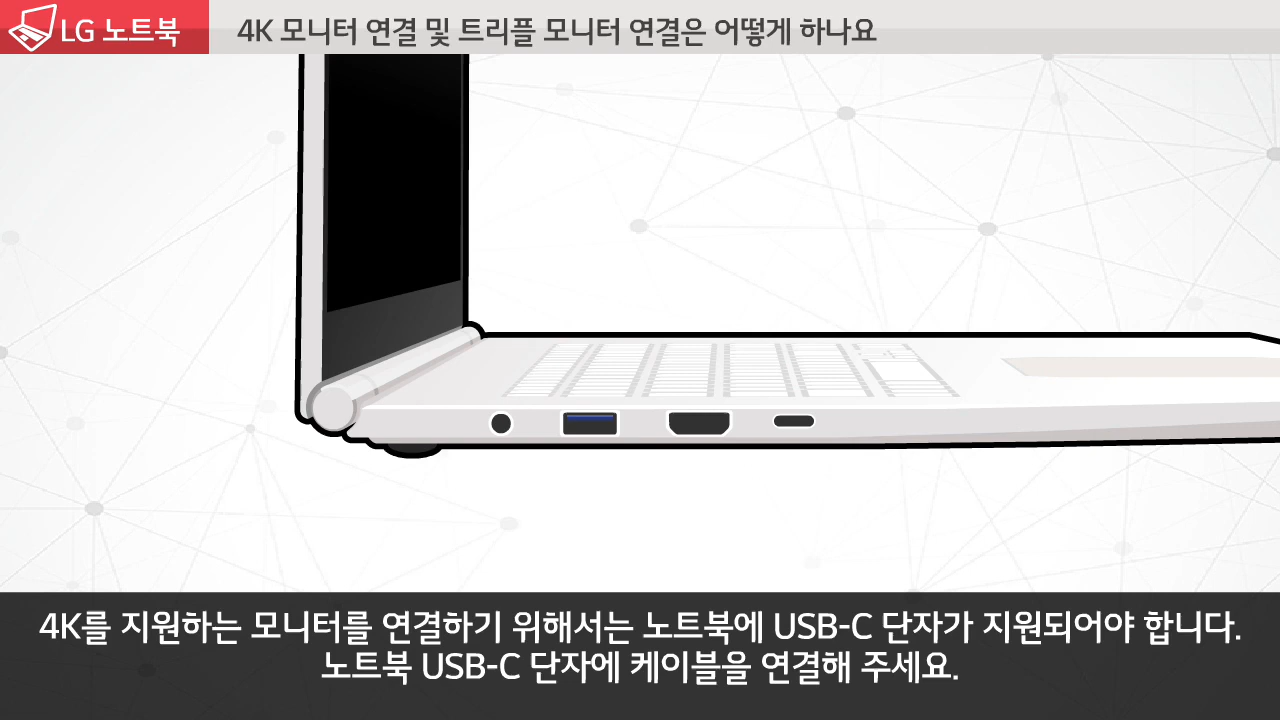 LG 노트북
4K 모니터 연결 및 트리플 모니터 연결은 어떻게 하나요
4K를 지원하는 모니터를 연결하기 위해서는 노트북에 USB-C 단자가 지원되어야 합니다.
노트북 USB-C 단자에 케이블을 연결해 주세요.